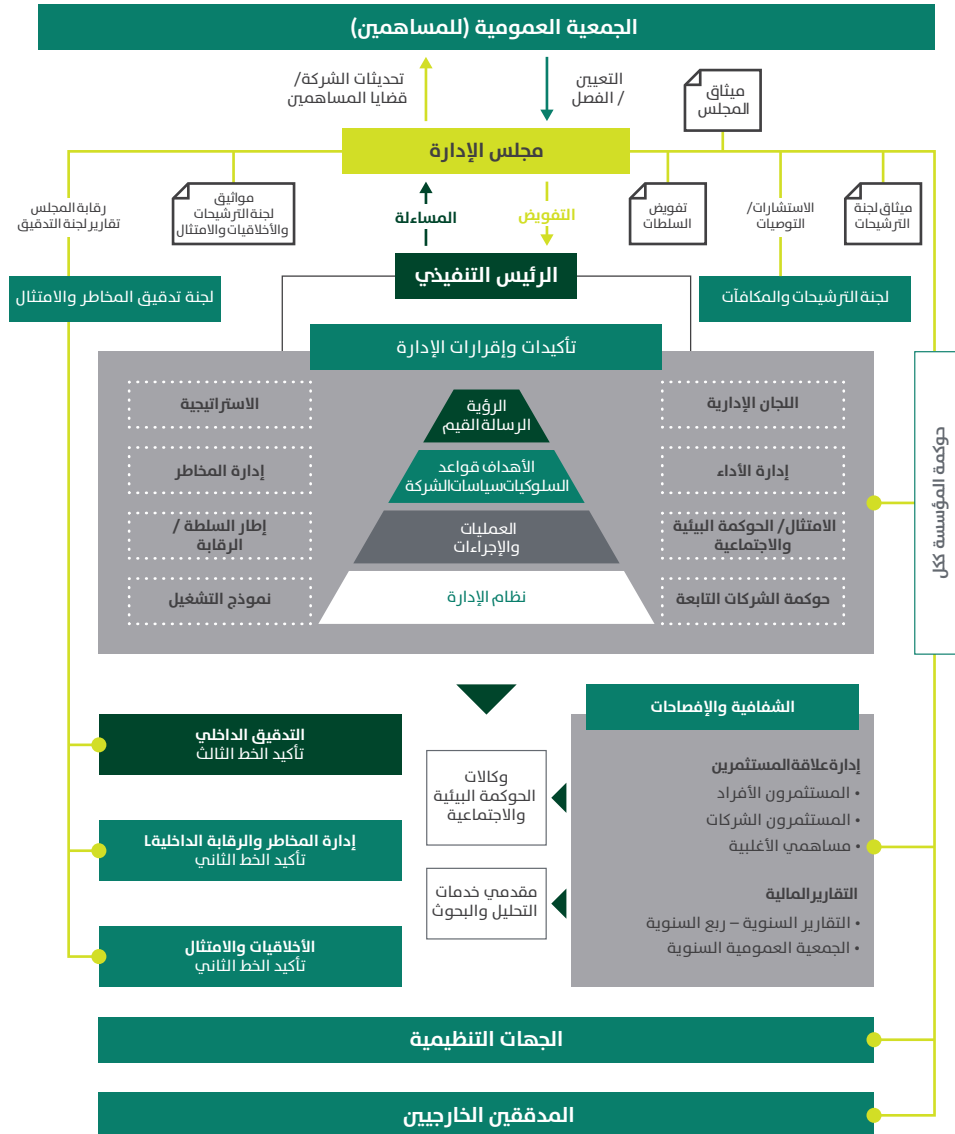 الجمعية العمومية (للمساهمين)
ميثاق
المجلس
التعيين
/ الفصل
تحديثات الشركة/
قضايا المساهمين
مجلس الإدارة
ميثاق لجنة
الترشيحات
الاستشارات/
التوصيات
تفويض
السلطات
التفويض
المساءلة
مواثيق
لجنة الترشيحات
والأخلاقيات والامتثال
رقابة المجلس
تقارير لجنة التدقيق
الرئيس التنفيذي
لجنة الترشيحات والمكافآت
لجنة تدقيق المخاطر والامتثال
تأكيدات وإقرارات الإدارة
حوكمة المؤسسة ككل
اللجان الإدارية
إدارة الأداء
الامتثال/ الحوكمة البيئية
والاجتماعية
حوكمة الشركات التابعة
الرؤية
الرسالة القيم
الأهداف قواعد
السلوكيات سياسات الشركة
العمليات
والإجراءات
نظام الإدارة
الاستراتيجية
إدارة المخاطر
إطار السلطة /
الرقابة
نموذج التشغيل
الشفافية والإفصاحات
إدارة علاقة المستثمرين
• المستثمرون الأفراد
• المستثمرون الشركات
• مساهمي الأغلبية
التقارير المالية
• التقارير السنوية – ربع السنوية
• الجمعية العمومية السنوية
وكالات
الحوكمة البيئية
والاجتماعية
مقدمي خدمات
التحليل والبحوث
التدقيق الداخلي
تأكيد الخط الثالث
إدارة المخاطر والرقابة الداخليةL
تأكيد الخط الثاني
الأخلاقيات والامتثال
تأكيد الخط الثاني
الجهات التنظيمية
المدققين الخارجيين